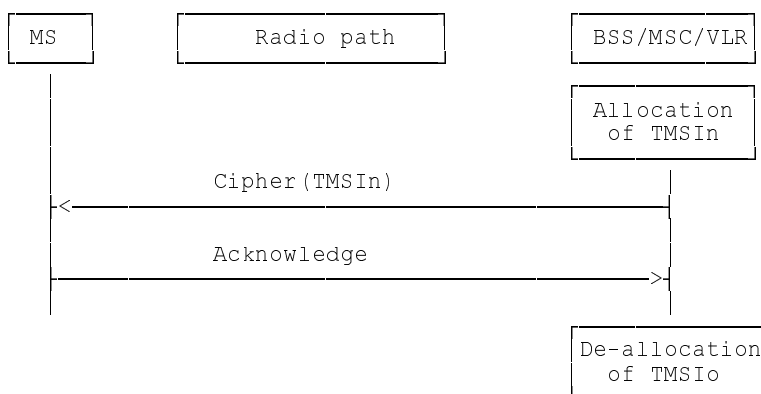 MS
Radio path
BSS/MSC/VLR
Allocation
of TMSIn
Cipher(TMSIn)
Acknowledge
De-allocation
of TMSIo